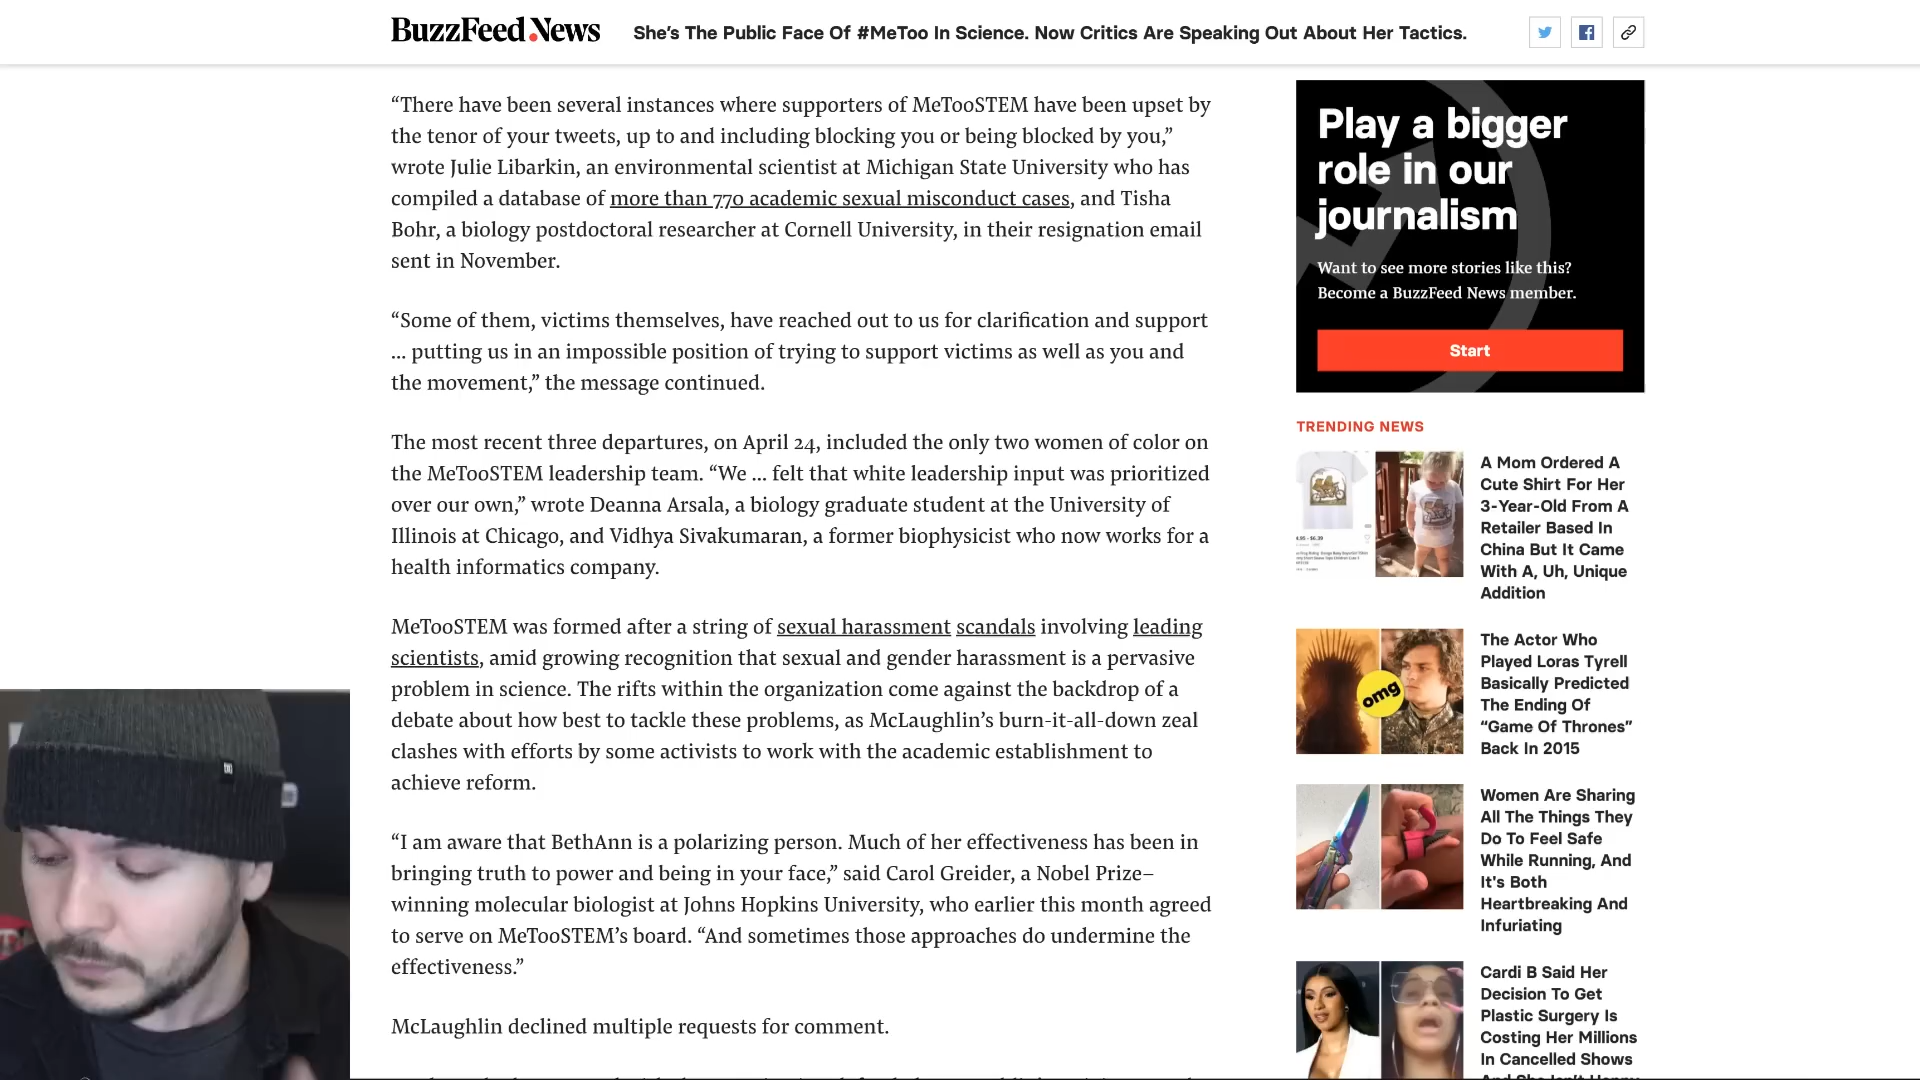 BuzzFeed News
She's The Public Face Of #MeToo In Science. Now Critics Are Speaking Out About Her Tactics.
“There have been several instances where supporters of MeTooSTEM have been upset by
the tenor of your tweets, up to and including blocking you or being blocked by you,”
wrote Julie Libarkin, an environmental scientist at Michigan State University who has
compiled a database of more than 770 academic sexual misconduct cases, and Tisha
Bohr, a biology postdoctoral researcher at Cornell University, in their resignation email
sent in November.
“Some of them, victims themselves, have reached out to us for clarification and support
... putting us in an impossible position of trying to support victims as well as you and
the movement,” the message continued.
The most recent three departures, on April 24, included the only two women of color on
the MeTooSTEM leadership team. “We ... felt that white leadership input was prioritized
over our own,” wrote Deanna Arsala, a biology graduate student at the University of
Illinois at Chicago, and Vidhya Sivakumaran, a former biophysicist who now works for a
health informatics company.
MeTooSTEM was formed after a string of sexual harassment scandals involving leading
scientists, amid growing recognition that sexual and gender harassment is a pervasive
problem in science. The rifts within the organization come against the backdrop of a
debate about how best to tackle these problems, as McLaughlin’s burn-it-all-down zeal
clashes with efforts by some activists to work with the academic establishment to
achieve reform.
“I am aware that BethAnn is a polarizing person. Much of her effectiveness has been in
bringing truth to power and being in your face,” said Carol Greider, a Nobel Prize–
winning molecular biologist at Johns Hopkins University, who earlier this month agreed
to serve on MeTooSTEM’s board. “And sometimes those approaches do undermine the
effectiveness.”
McLaughlin declined multiple requests for comment.
Play a bigger
role in our
journalism
Want to see more stories like this?
Become a BuzzFeed News member.
Start
TRENDING NEWS
A Mom Ordered A
Cute Shirt For Her
3-Year-Old From A
Retailer Based In
China But It Came
With A, Uh, Unique
Addition
omg
The Actor Who
Played Loras Tyrell
Basically Predicted
The Ending Of
“Game Of Thrones”
Back In 2015
Women Are Sharing
All The Things They
Do To Feel Safe
While Running, And
It's Both
Heartbreaking And
Infuriating
Cardi B Said Her
Decision To Get
Plastic Surgery Is
Costing Her Millions
In Cancelled Shows